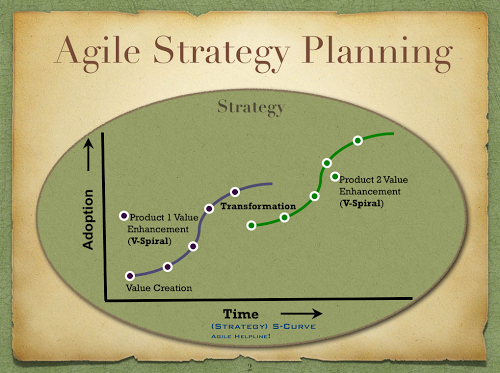 Agile Strategy Planning
Strategy
Adoption
Product 1 Value
Enhancement
(V-Spiral)
Transformation
Product 2 Value
Enhancement
(V-Spiral)
Value Creation
Time
(Strategy) S-Curve
Agile Helpline!
2